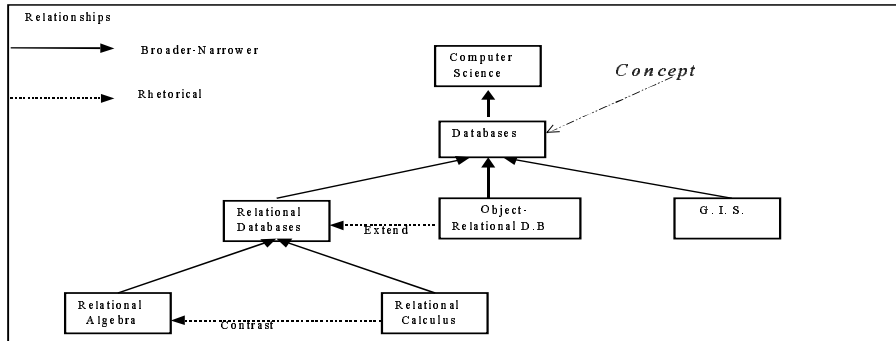 Relationships
Broader-Narrower
Rhetorical
Computer
Science
Concept
Databases
Relational
Databases
Extend
Object-
Relational D.B
G. I. S.
Relational
Algebra
Contrast
Relational
Calculus